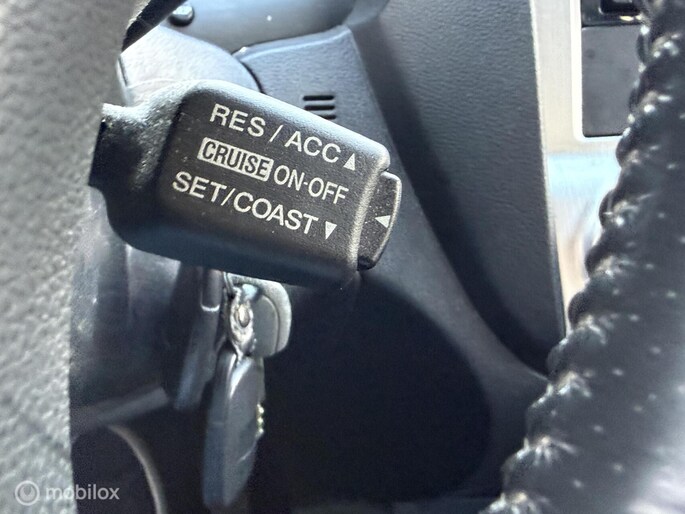 RES / ACC ▲
CRUISE ON-OFF
SET/COAST ▼
◀
mobilox